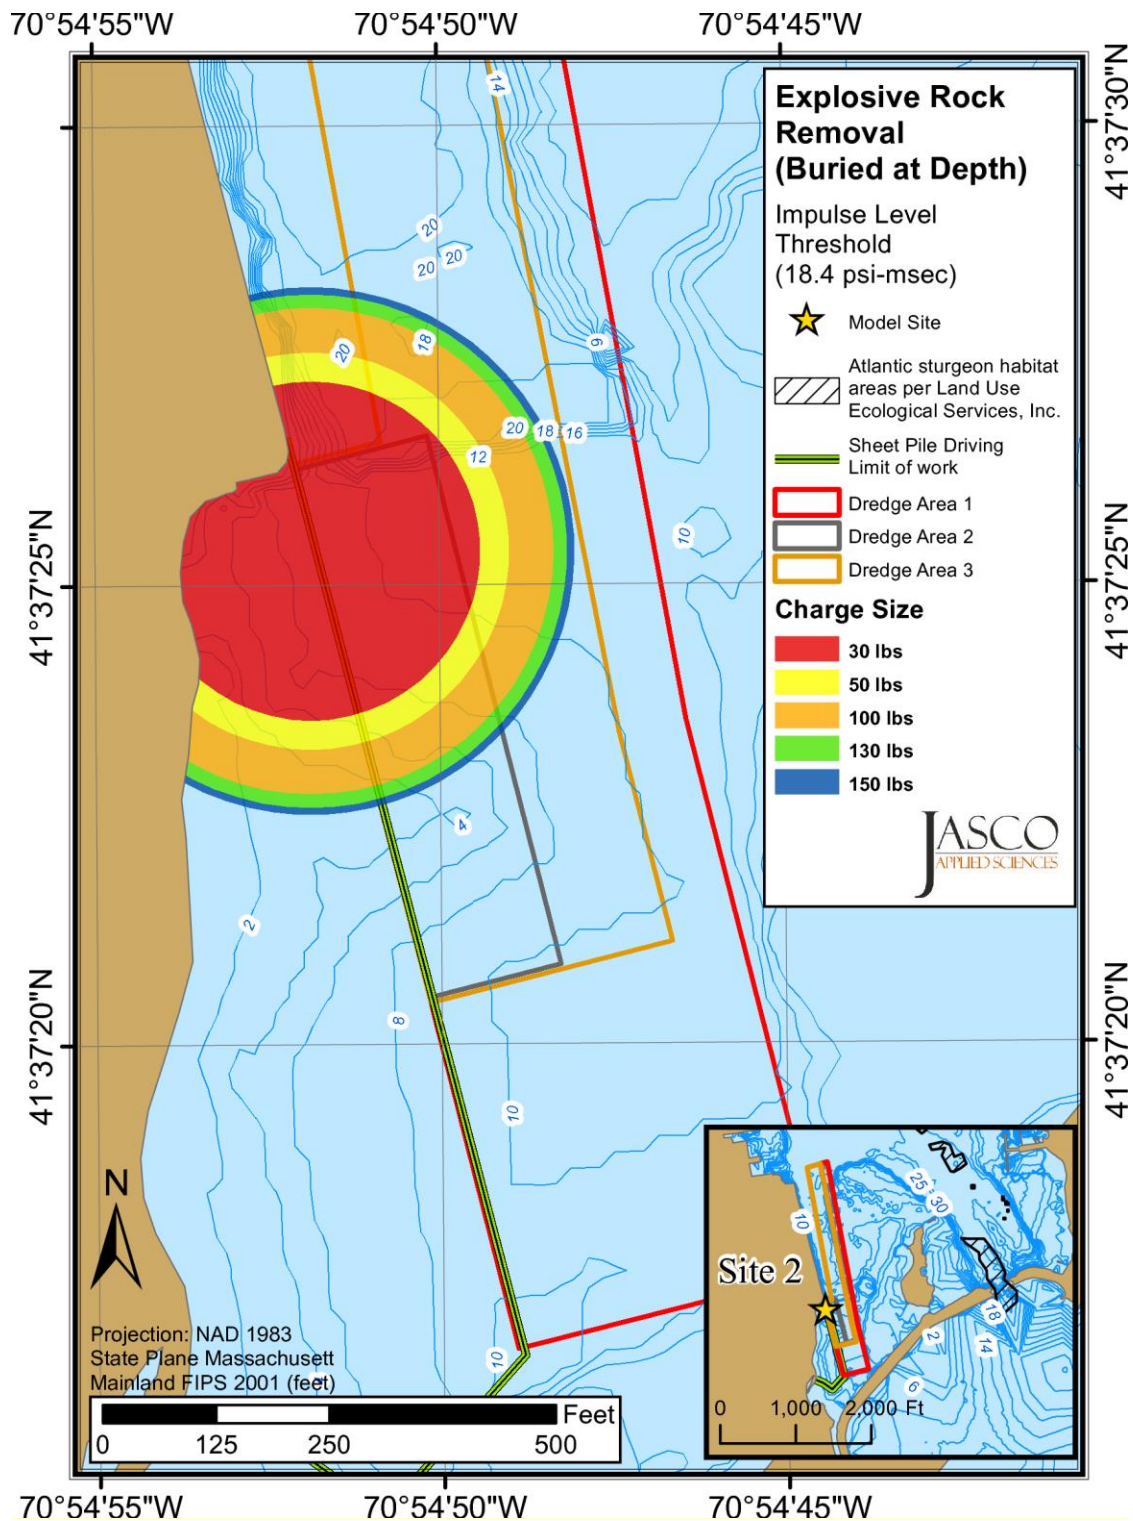 70°54'55"W 70°54'50"W 70°54'45"W
41°37'30"N
41°37'25"N
41°37'20"N
41°37'25"N
41°37'20"N
14
20
20
20
18
20
6
20
18
16
12
10
4
2
8
10
10
Explosive Rock
Removal
(Buried at Depth)
Impulse Level
Threshold
(18.4 psi-msec)
Model Site
Atlantic sturgeon habitat
areas per Land Use
Ecological Services, Inc.
Sheet Pile Driving
Limit of work
Dredge Area 1
Dredge Area 2
Dredge Area 3
Charge Size
30 lbs
50 lbs
100 lbs
130 lbs
150 lbs
JASCO
APPLIED SCIENCES
N
Projection: NAD 1983
State Plane Massachusett
Mainland FIPS 2001 (feet)
Feet
0 125 250 500
25
30
10
Site 2
18
2
14
6
0 1,000 2,000 Ft
70°54'55"W 70°54'50"W 70°54'45"W